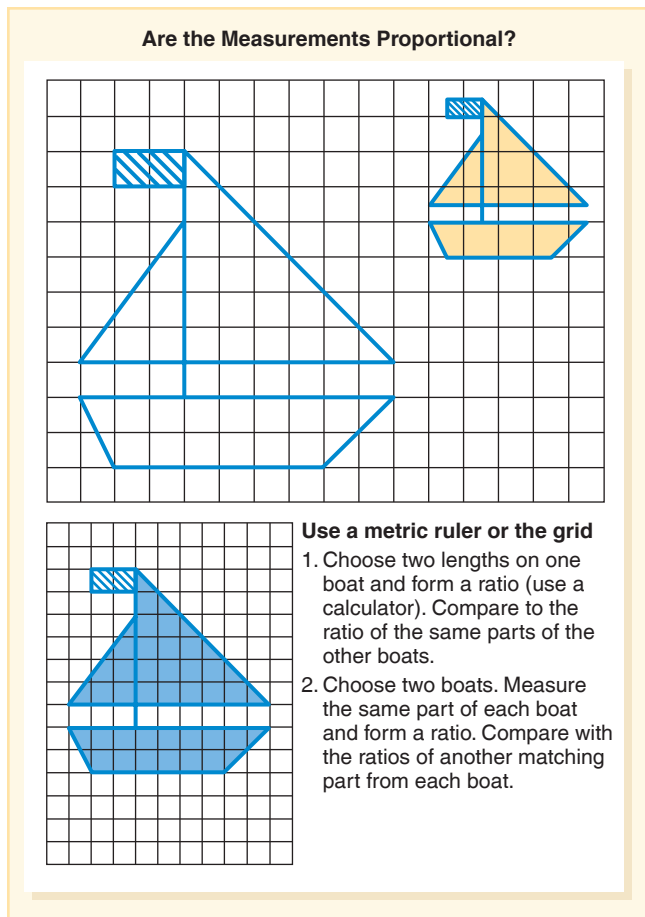 Are the Measurements Proportional?
Use a metric ruler or the grid
1. Choose two lengths on one
boat and form a ratio (use a
calculator). Compare to the
ratio of the same parts of the
other boats.
2. Choose two boats. Measure
the same part of each boat
and form a ratio. Compare with
the ratios of another matching
part from each boat.